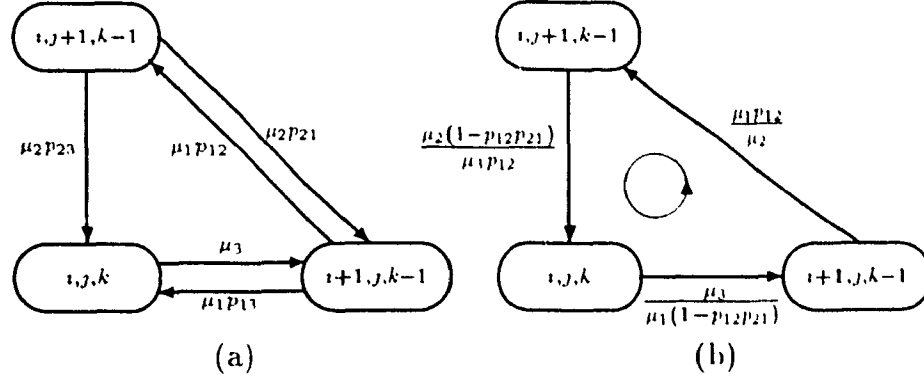 i,j+1,k−1
μ₂p₂₃
μ₁p₁₂
μ₂p₂₁
i,j,k
μ₃
μ₁p₁₃
i+1,j,k−1
(a)
i,j+1,k−1
μ₂(1−p₁₂p₂₁)
μ₃p₁₂
μ₁p₁₂
μ₂
i,j,k
μ₃
μ₁(1−p₁₂p₂₁)
i+1,j,k−1
(b)